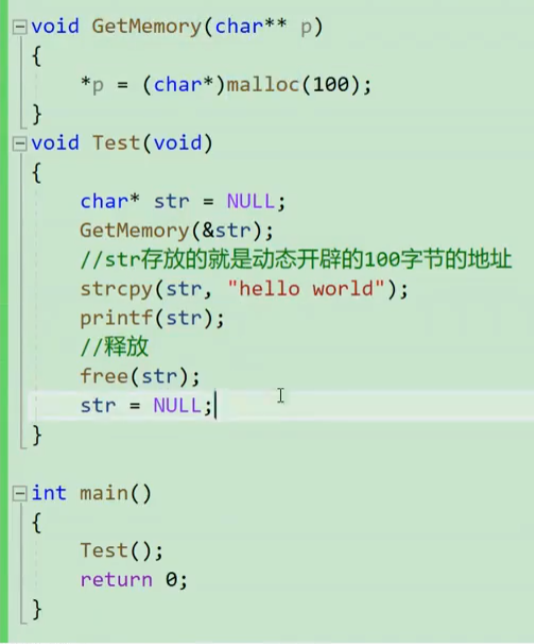 void GetMemory(char** p)
{
    *p = (char*)malloc(100);
}
void Test(void)
{
    char* str = NULL;
    GetMemory(&str);
    //str存放的就是动态开辟的100字节的地址
    strcpy(str, "hello world");
    printf(str);
    //释放
    free(str);
    str = NULL;
}

int main()
{
    Test();
    return 0;
}